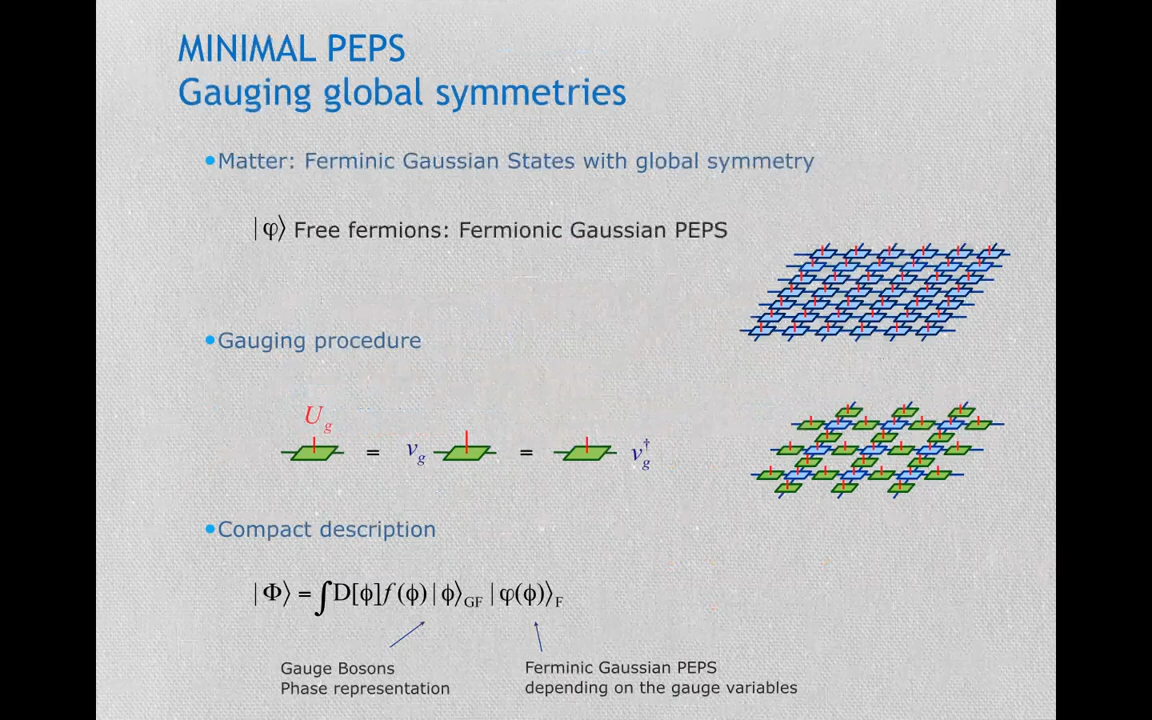 MINIMAL PEPS
Gauging global symmetries
•Matter: Ferminic Gaussian States with global symmetry
|φ⟩ Free fermions: Fermionic Gaussian PEPS
•Gauging procedure
U_g
= v_g = v_g^†
•Compact description
|Φ⟩ = ∫D[ϕ]f(ϕ)|ϕ⟩_GF |φ(ϕ)⟩_F
Gauge Bosons
Phase representation
Ferminic Gaussian PEPS
depending on the gauge variables